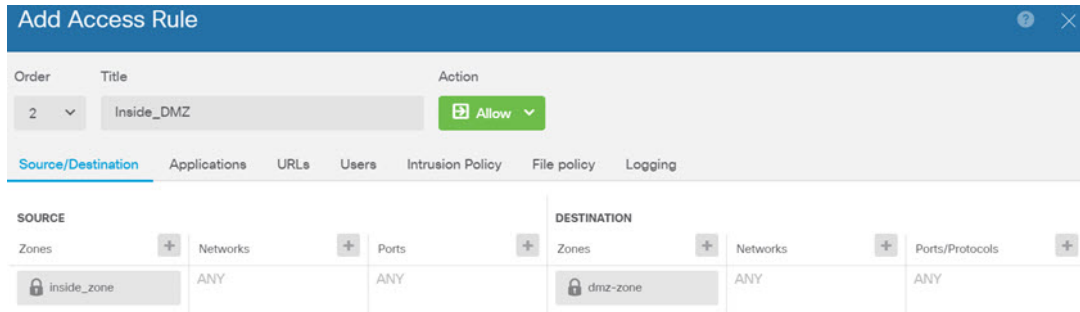 Add Access Rule
Order Title Action
2 Inside_DMZ Allow
Source/Destination Applications URLs Users Intrusion Policy File policy Logging
SOURCE DESTINATION
Zones Networks Ports Zones Networks Ports/Protocols
inside_zone ANY ANY dmz-zone ANY ANY